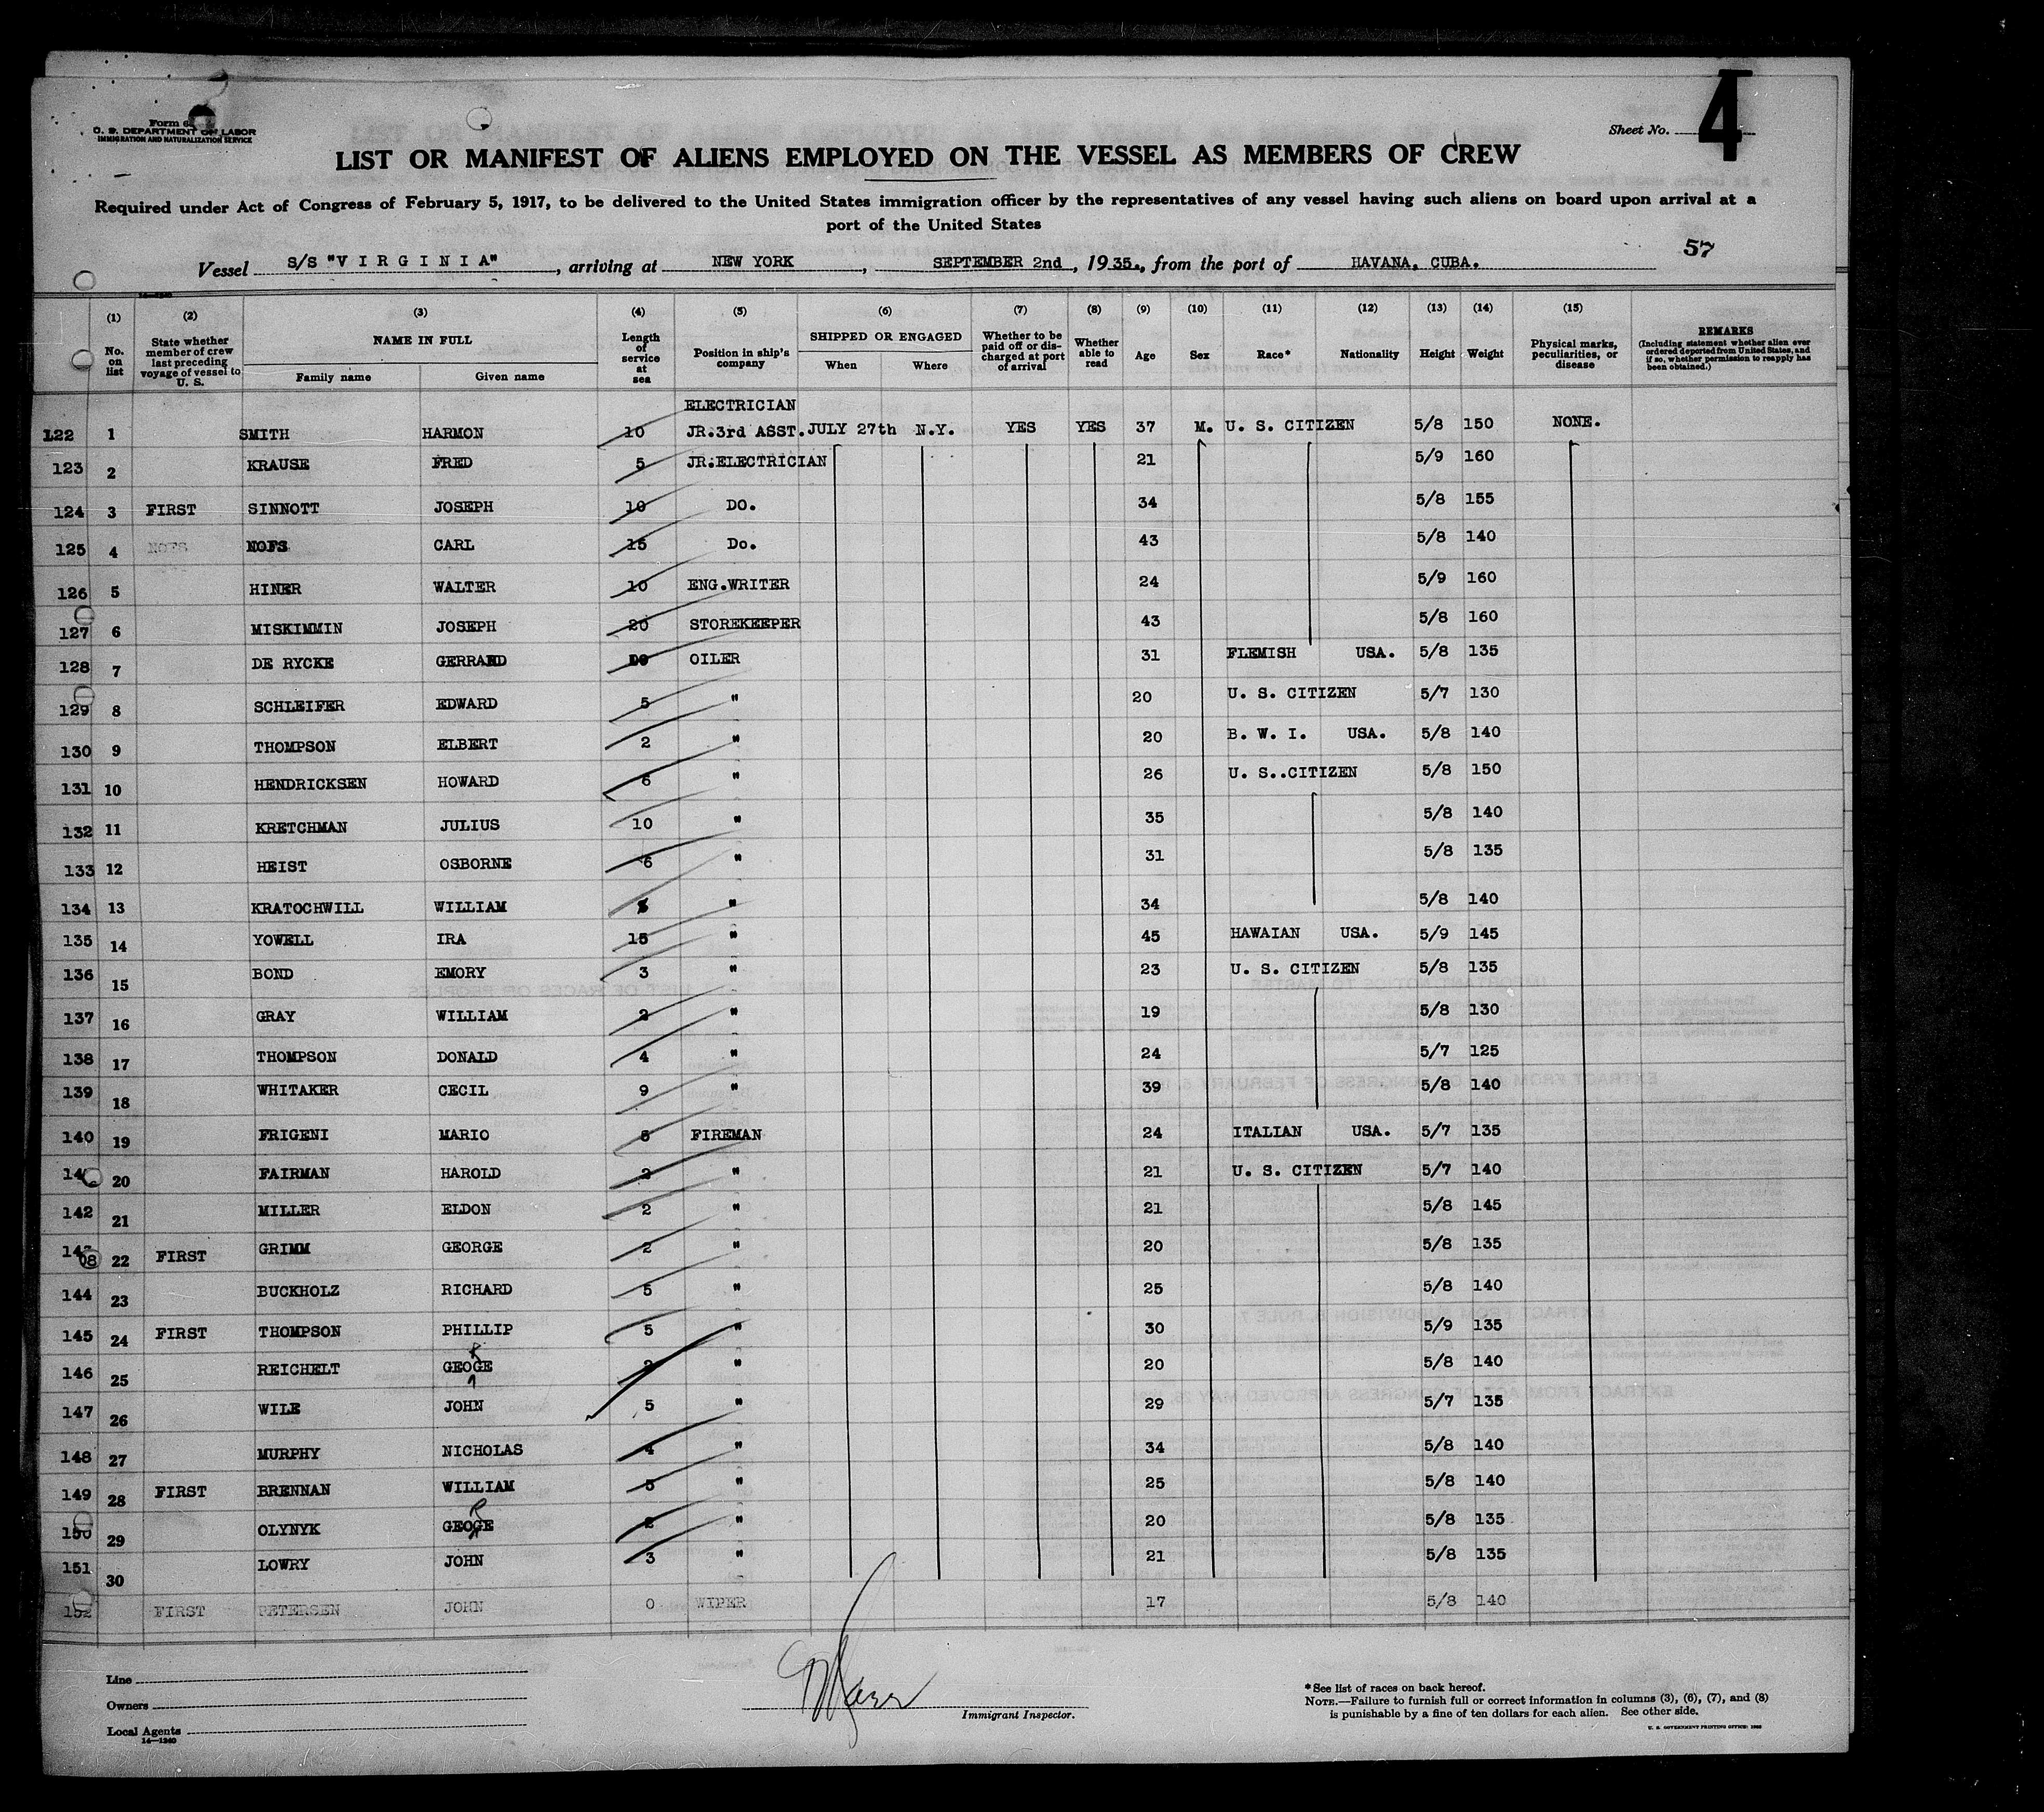 Form 6
U. S. DEPARTMENT OF LABOR
IMMIGRATION AND NATURALIZATION SERVICE
Sheet No. 4
LIST OR MANIFEST OF ALIENS EMPLOYED ON THE VESSEL AS MEMBERS OF CREW
Required under Act of Congress of February 5, 1917, to be delivered to the United States immigration officer by the representatives of any vessel having such aliens on board upon arrival at a
port of the United States
57
Vessel S/S "V I R G I N I A", arriving at NEW YORK, SEPTEMBER 2nd, 1935., from the port of HAVANA, CUBA.
(1) (2) (3) (4) (5) (6) (7) (8) (9) (10) (11) (12) (13) (14) (15)
No. on list
State whether member of crew last preceding voyage of vessel to U. S.
NAME IN FULL
Family name Given name
Length of service at sea
Position in ship's company
SHIPPED OR ENGAGED
When Where
Whether to be paid off or discharged at port of arrival
Whether able to read
Age
Sex
Race*
Nationality
Height
Weight
Physical marks, peculiarities, or disease
REMARKS
(Including statement whether alien ever ordered deported from United States, and if so, whether permission to reapply has been obtained.)
ELECTRICIAN
122 1 SMITH HARMON 10 JR.3rd ASST. JULY 27th N.Y. YES YES 37 M. U. S. CITIZEN 5/8 150 NONE.
123 2 KRAUSE FRED 5 JR.ELECTRICIAN 21 5/9 160
124 3 FIRST SINNOTT JOSEPH 10 DO. 34 5/8 155
125 4 NOFS NOFS CARL 15 Do. 43 5/8 140
126 5 HINER WALTER 10 ENG.WRITER 24 5/9 160
127 6 MISKIMMIN JOSEPH 20 STOREKEEPER 43 5/8 160
128 7 DE RYCKE GERRARD OILER 31 FLEMISH USA. 5/8 135
129 8 SCHLEIFER EDWARD 5 " 20 U. S. CITIZEN 5/7 130
130 9 THOMPSON ELBERT 2 " 20 B. W. I. USA. 5/8 140
131 10 HENDRICKSEN HOWARD 6 " 26 U. S..CITIZEN 5/8 150
132 11 KRETCHMAN JULIUS 10 " 35 5/8 140
133 12 HEIST OSBORNE 6 " 31 5/8 135
134 13 KRATOCHWILL WILLIAM " 34 5/8 140
135 14 YOWELL IRA 15 " 45 HAWAIAN USA. 5/9 145
136 15 BOND EMORY 3 " 23 U. S. CITIZEN 5/8 135
137 16 GRAY WILLIAM 2 " 19 5/8 130
138 17 THOMPSON DONALD 4 " 24 5/7 125
139 18 WHITAKER CECIL 9 " 39 5/8 140
140 19 FRIGENI MARIO FIREMAN 24 ITALIAN USA. 5/7 135
14 20 FAIRMAN HAROLD 2 " 21 U. S. CITIZEN 5/7 140
142 21 MILLER ELDON 2 " 21 5/8 145
14 08 22 FIRST GRIMM GEORGE 2 " 20 5/8 135
144 23 BUCKHOLZ RICHARD 5 " 25 5/8 140
145 24 FIRST THOMPSON PHILLIP 5 " 30 5/9 135
146 25 REICHELT GEORGE 2 " 20 5/8 140
147 26 WILE JOHN 5 " 29 5/7 135
148 27 MURPHY NICHOLAS 4 " 34 5/8 140
149 28 FIRST BRENNAN WILLIAM 5 " 25 5/8 140
150 29 OLYNYK GEORGE 2 " 20 5/8 135
151 30 LOWRY JOHN 3 " 21 5/8 135
152 FIRST PETERSEN JOHN 0 WIPER 17 5/8 140
Line
Owners
Local Agents
14—1240
Immigrant Inspector.
*See list of races on back hereof.
NOTE.—Failure to furnish full or correct information in columns (3), (6), (7), and (8)
is punishable by a fine of ten dollars for each alien. See other side.
U. S. GOVERNMENT PRINTING OFFICE: